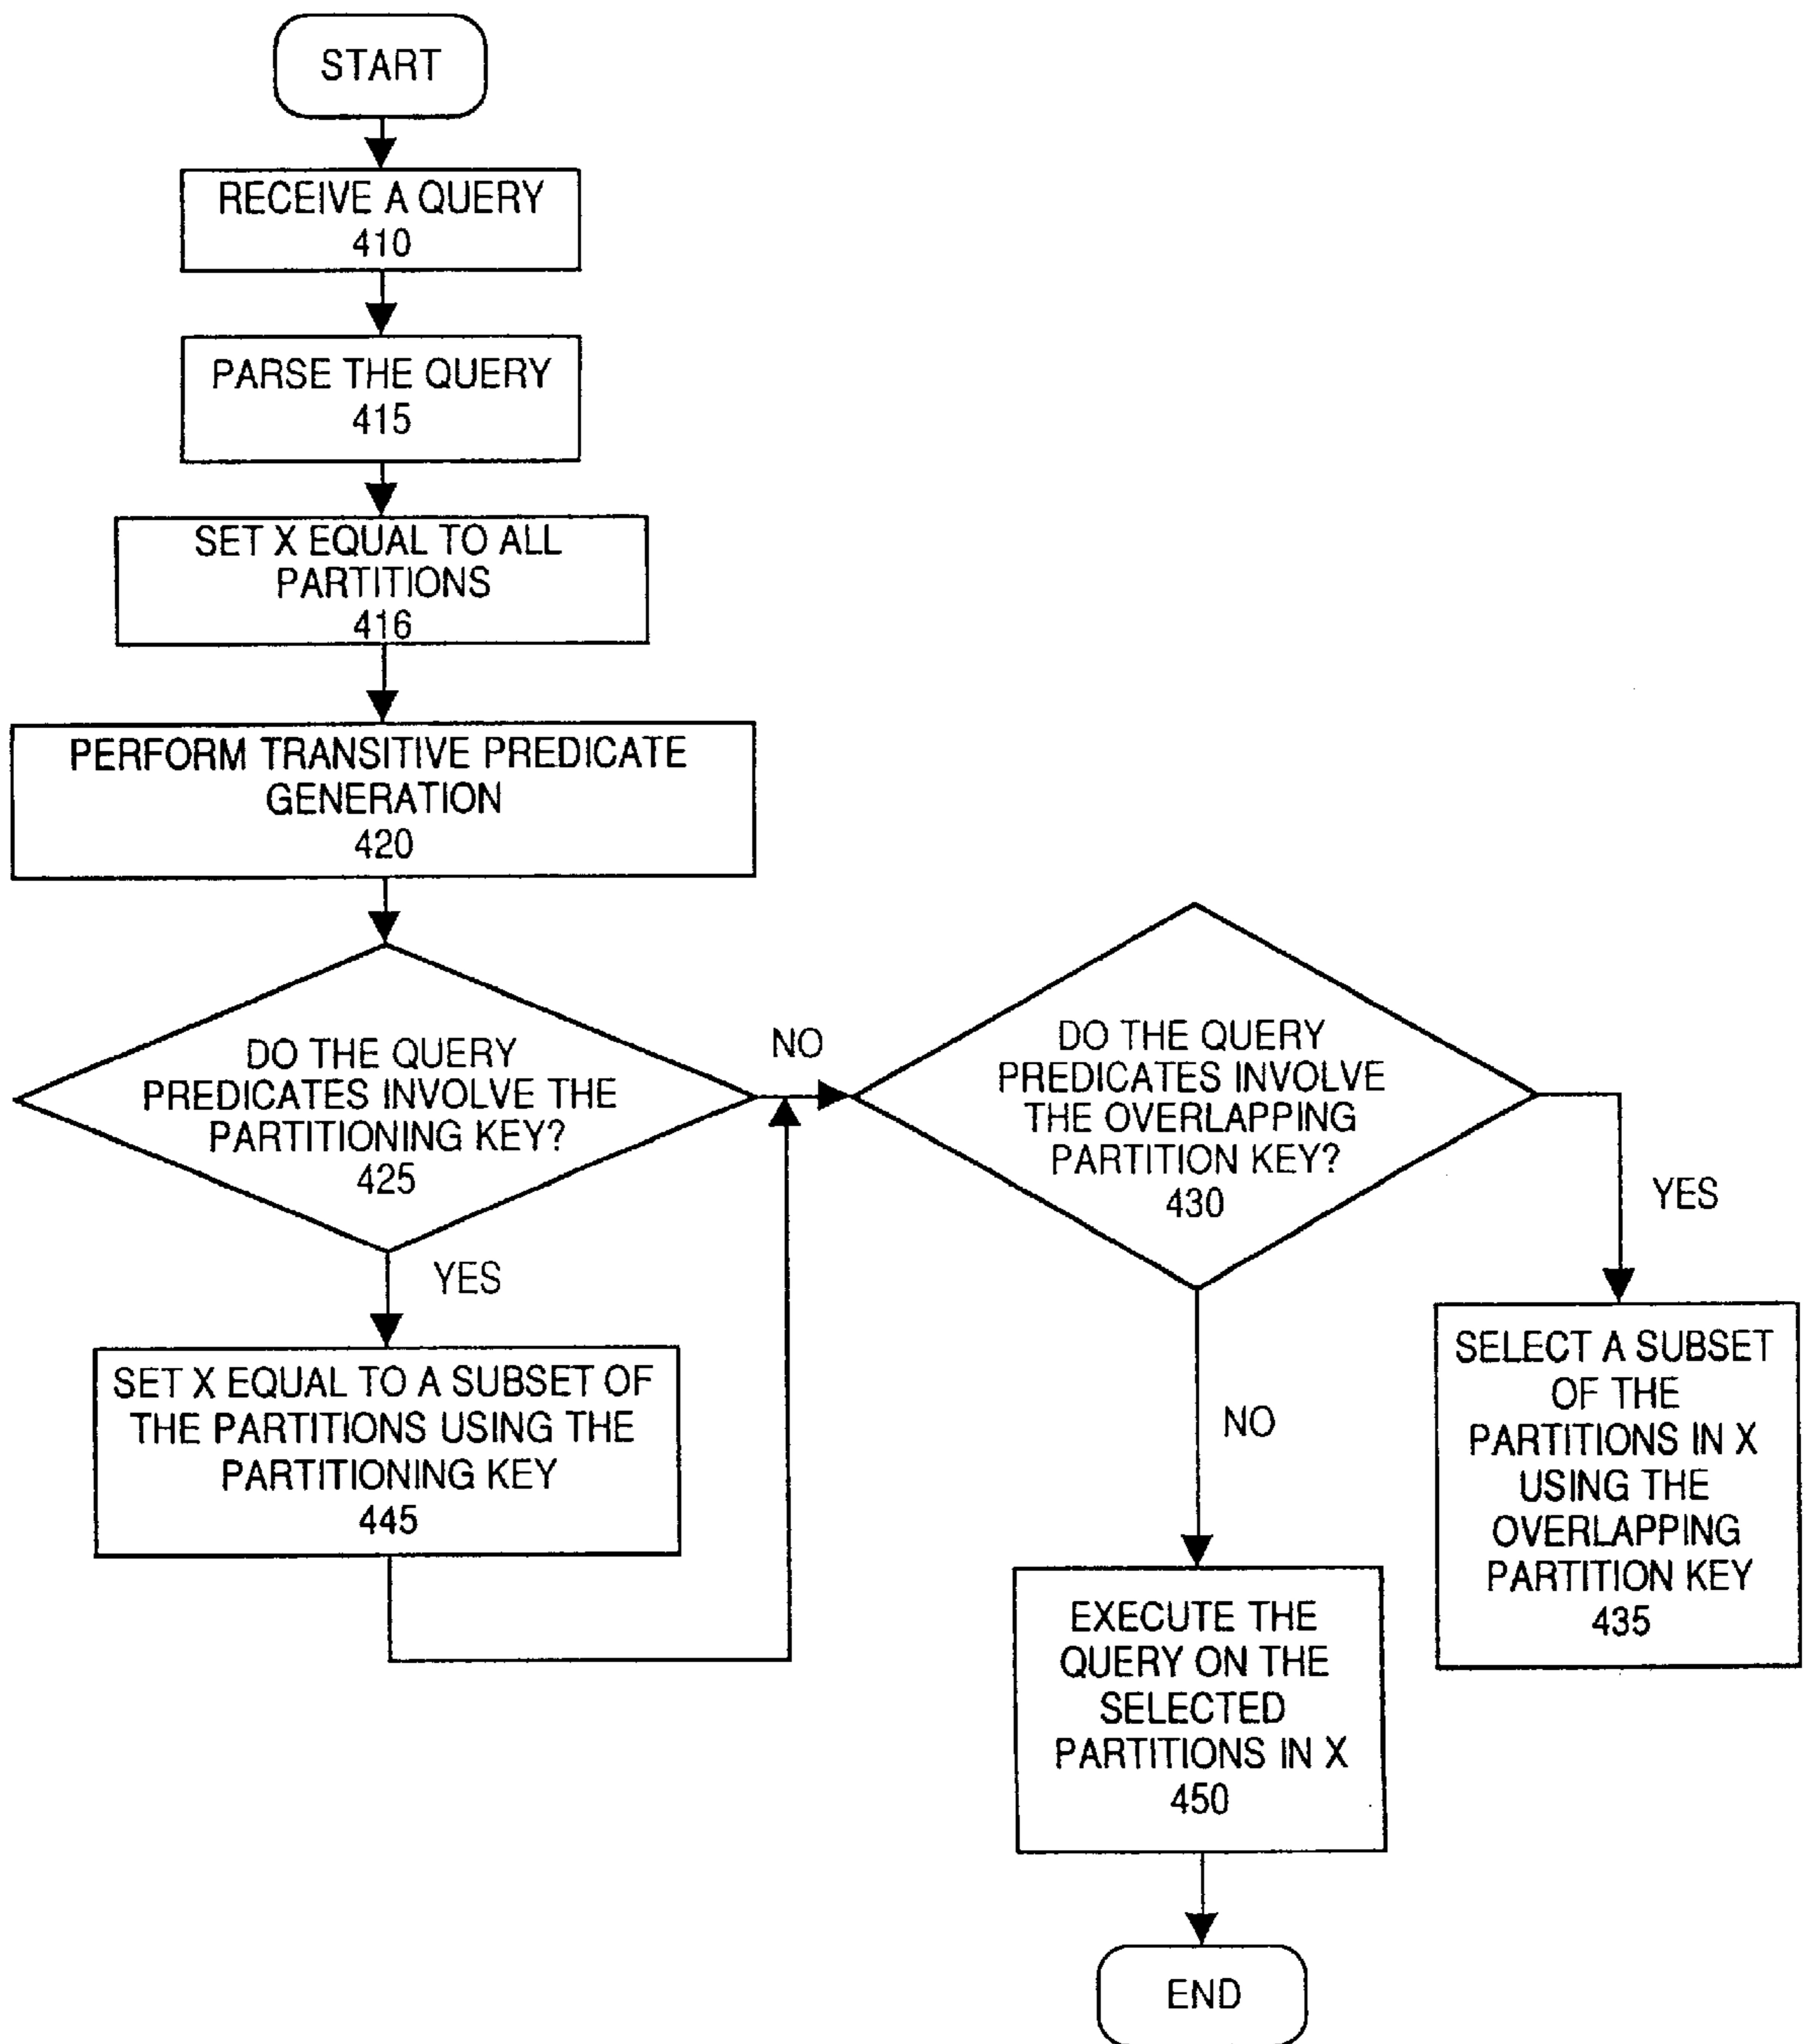 START
RECEIVE A QUERY
410
PARSE THE QUERY
415
SET X EQUAL TO ALL
PARTITIONS
416
PERFORM TRANSITIVE PREDICATE
GENERATION
420
DO THE QUERY
PREDICATES INVOLVE THE
PARTITIONING KEY?
425
NO
YES
SET X EQUAL TO A SUBSET OF
THE PARTITIONS USING THE
PARTITIONING KEY
445
DO THE QUERY
PREDICATES INVOLVE
THE OVERLAPPING
PARTITION KEY?
430
YES
NO
SELECT A SUBSET
OF THE
PARTITIONS IN X
USING THE
OVERLAPPING
PARTITION KEY
435
EXECUTE THE
QUERY ON THE
SELECTED
PARTITIONS IN X
450
END